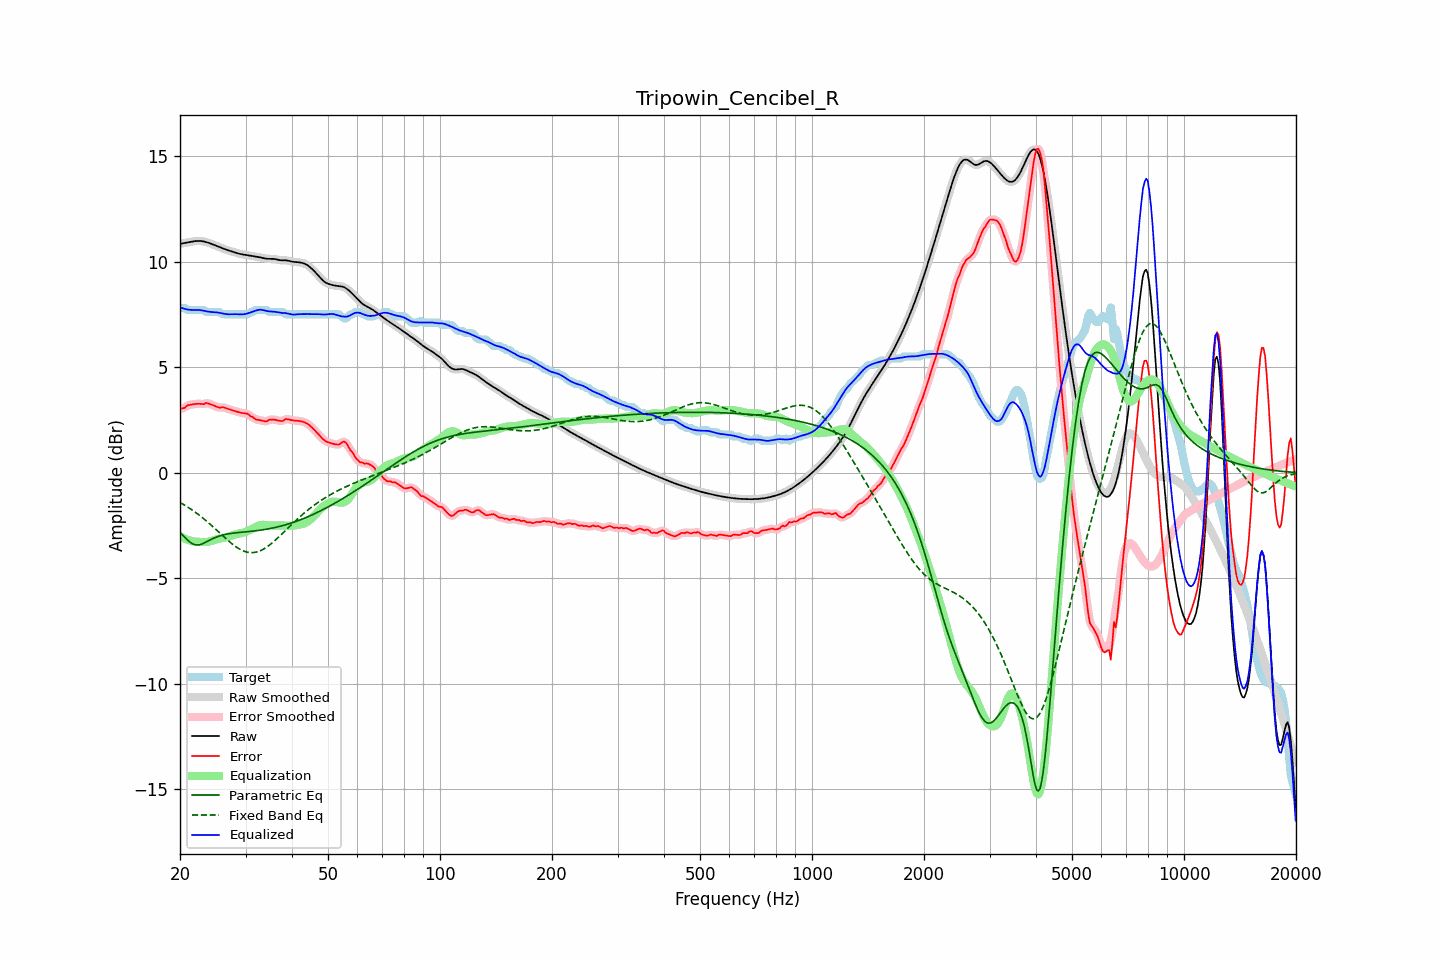 Tripowin_Cencibel_R
Amplitude (dBr)
15
10
5
0
−5
−10
−15
Target
Raw Smoothed
Error Smoothed
Raw
Error
Equalization
Parametric Eq
Fixed Band Eq
Equalized
20
50
100
200
500
1000
2000
5000
10000
20000
Frequency (Hz)